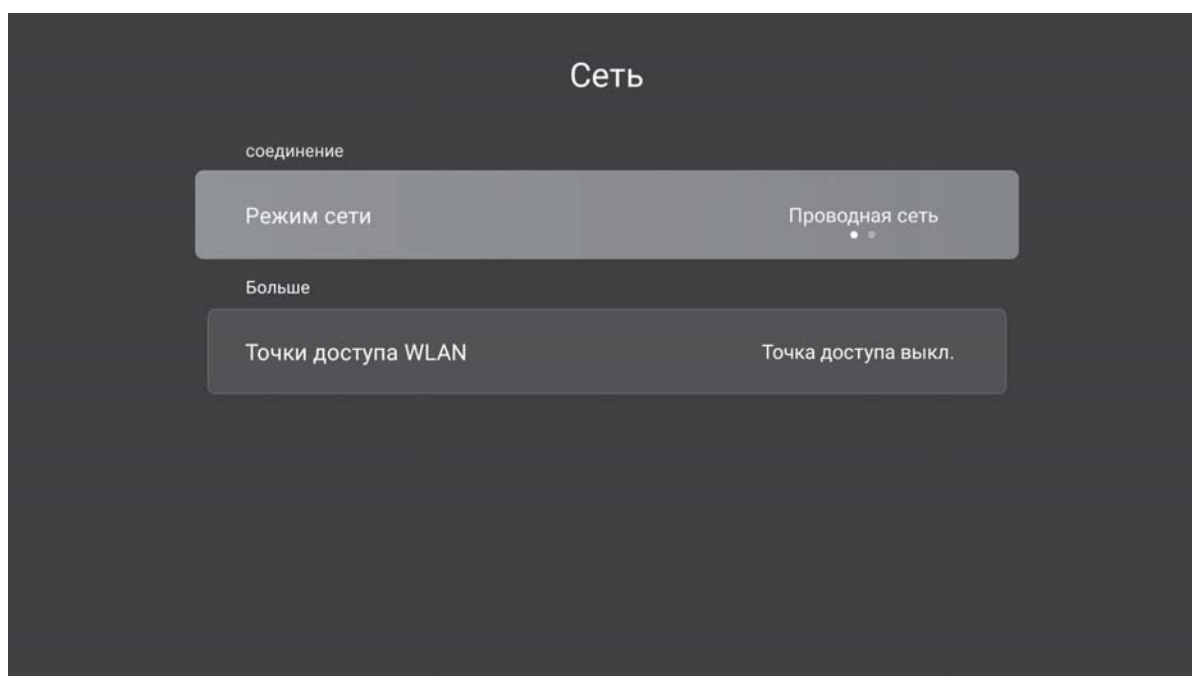 Сеть
соединение
Режим сети Проводная сеть
Больше
Точки доступа WLAN Точка доступа выкл.